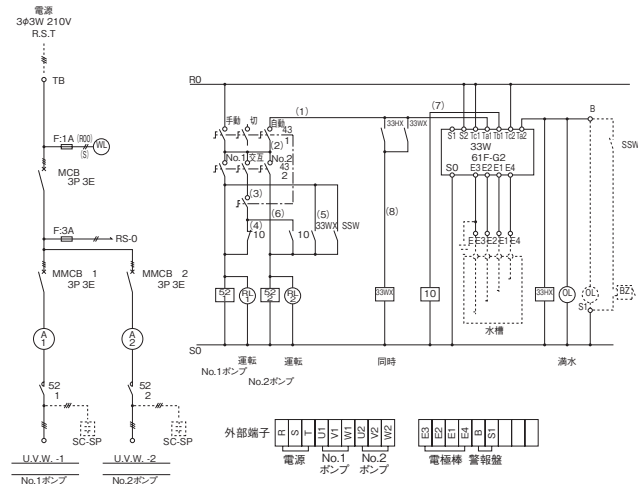 電源
3φ3W 210V
R.S.T
TB
F:1A (R00)
(S)
WL
MCB
3P 3E
F:3A
RS-0
MMCB 1
3P 3E
MMCB 2
3P 3E
A
1
A
2
52
1
52
2
SC-SP
SC-SP
U.V.W. -1
U.V.W. -2
No.1ポンプ
No.2ポンプ
R0
手動 切 自動
43
1
(1)
(2)
No.1 交互 No.2
43
2
(3)
(4)
10
(6)
10
(5)
33WX
SSW
52
1
RL
1
52
2
RL
2
S0
運転
No.1ポンプ
運転
No.2ポンプ
33HX
33WX
(8)
33WX
同時
(7)
10
S1 S2 Tc1 Ta1 Tb1 Tc2 Ta2
33W
61F-G2
S0 E3 E2 E1 E4
E E3 E2 E1 E4
水槽
33HX
OL
満水
B
OL
S1
SSW
BZ
外部端子
R S T U1 V1 W1 U2 V2 W2
電源 No.1 ポンプ No.2 ポンプ
E3 E2 E1 E4 B S1
電極棒 警報盤